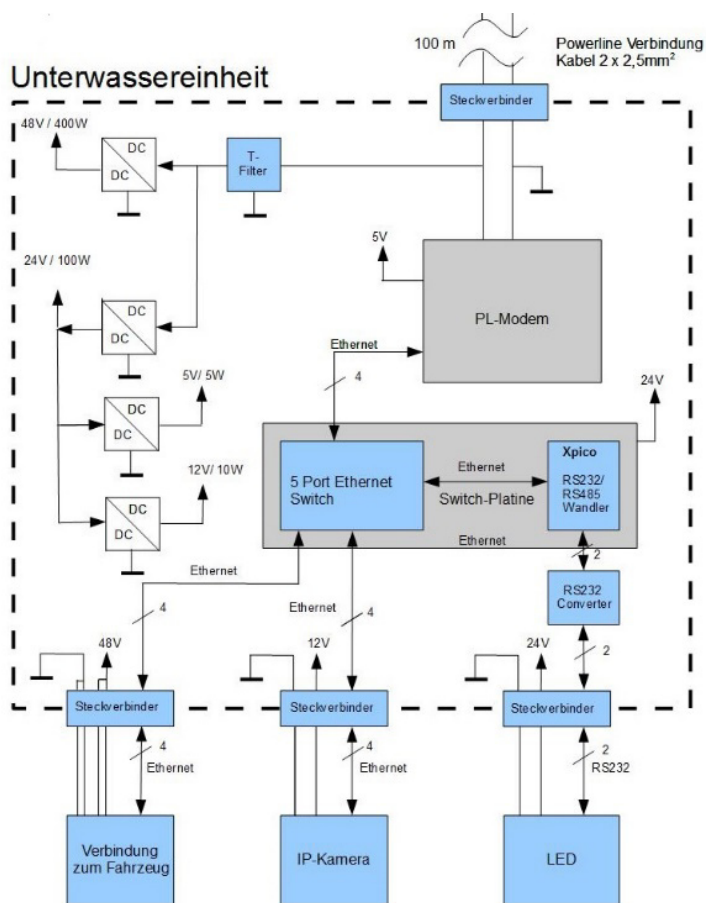 100 m
Powerline Verbindung
Kabel 2 x 2,5mm²
Unterwassereinheit
Steckverbinder
48V / 400W
DC
DC
T-
Filter
24V / 100W
5V
PL-Modem
DC
DC
Ethernet
4
5V/ 5W
24V
DC
DC
12V/ 10W
5 Port Ethernet
Switch
Ethernet
Switch-Platine
Xpico
RS232/
RS485
Wandler
DC
DC
Ethernet
2
Ethernet
4
Ethernet
4
RS232
Converter
48V
12V
24V
2
Steckverbinder
Steckverbinder
Steckverbinder
4
Ethernet
4
Ethernet
2
RS232
Verbindung
zum Fahrzeug
IP-Kamera
LED